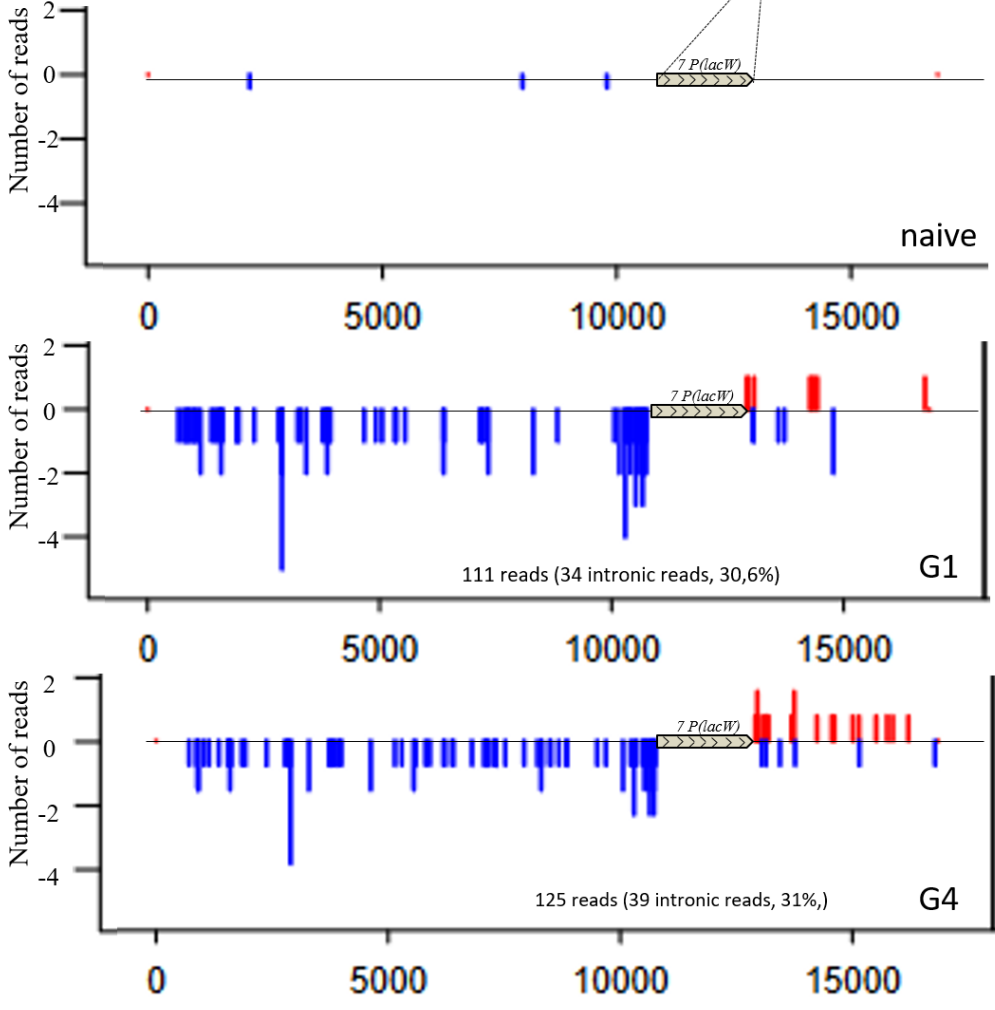 Number of reads
2
0
-2
-4
7 P(lacW)
naive
0 5000 10000 15000
Number of reads
2
0
-2
-4
7 P(lacW)
111 reads (34 intronic reads, 30,6%)
G1
0 5000 10000 15000
Number of reads
2
0
-2
-4
7 P(lacW)
125 reads (39 intronic reads, 31%,)
G4
0 5000 10000 15000